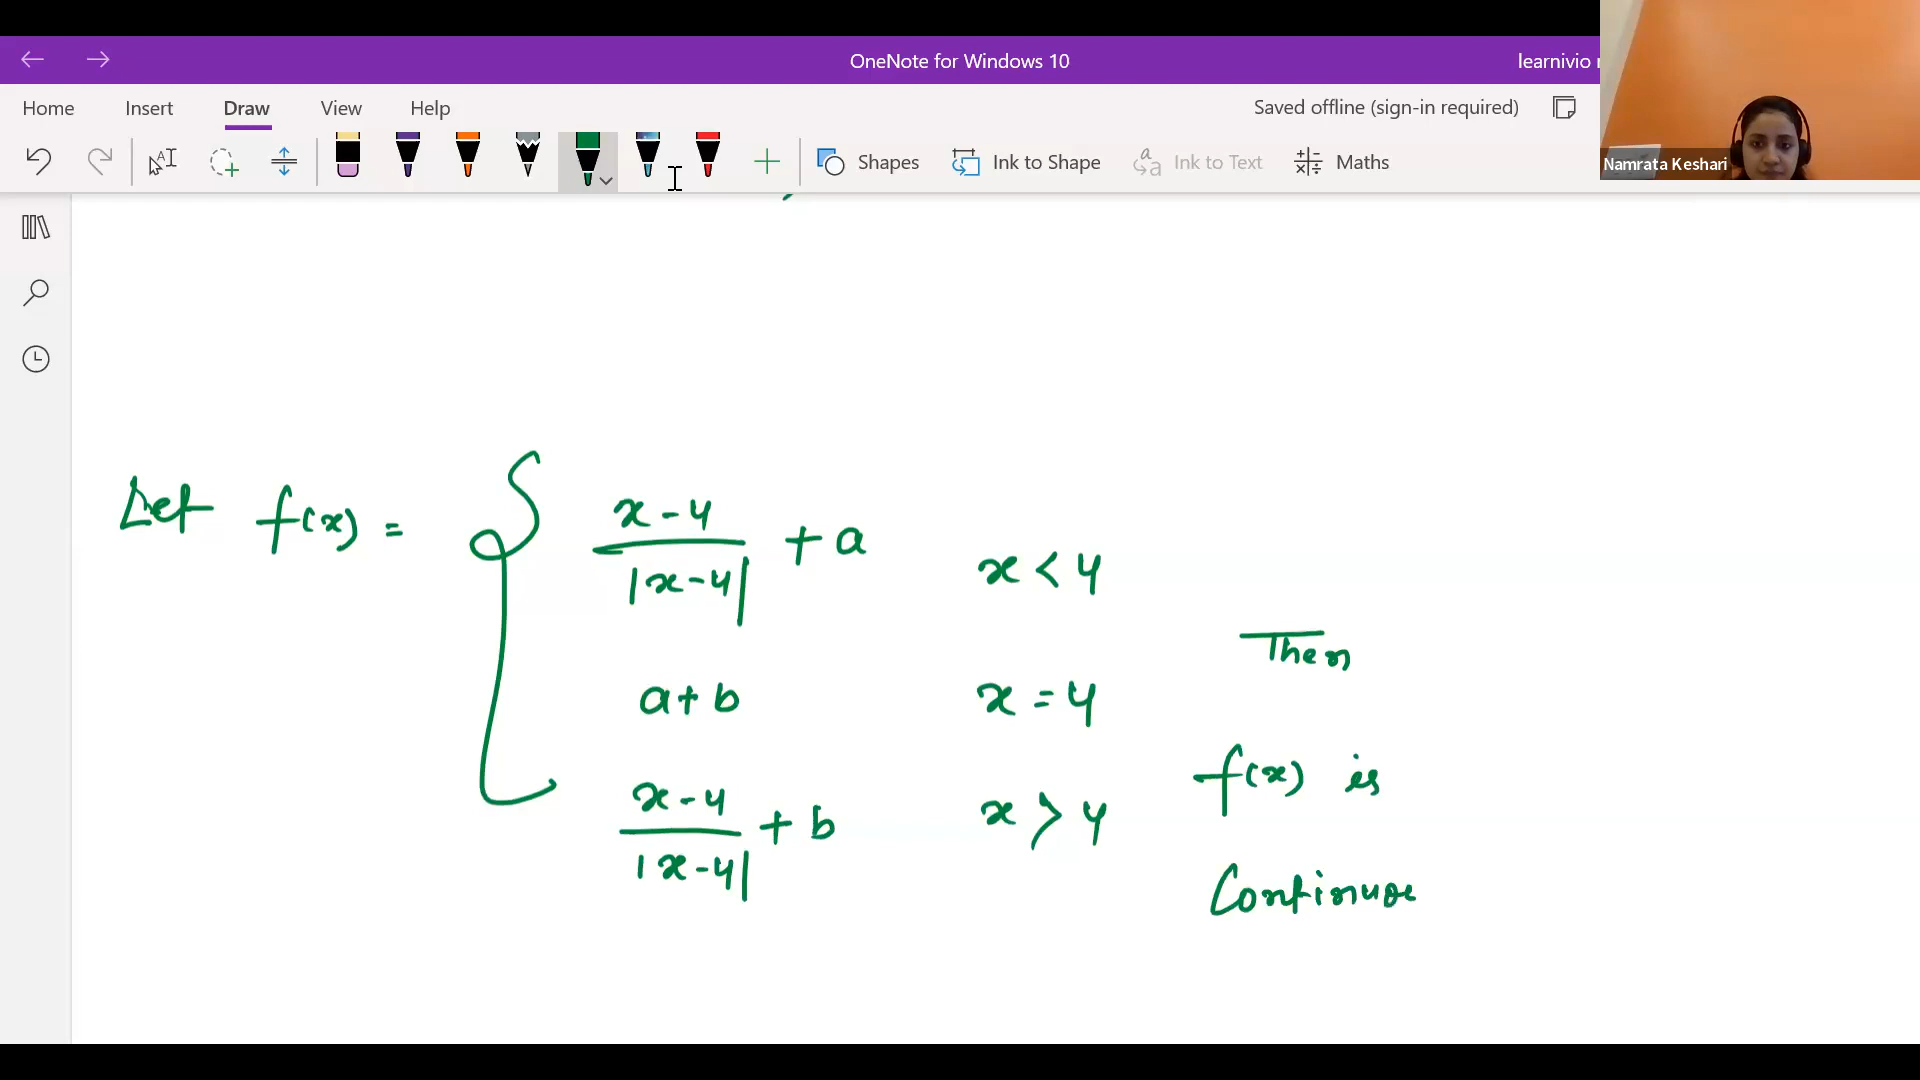 OneNote for Windows 10
learnivio
Home Insert Draw View Help
Saved offline (sign-in required)
Shapes Ink to Shape Ink to Text Maths
Namrata Keshari
Let f(x) = { x-4 / |x-4| + a x < 4
a+b x = 4
x-4 / |x-4| + b x > 4
Then
f(x) is
Continuou